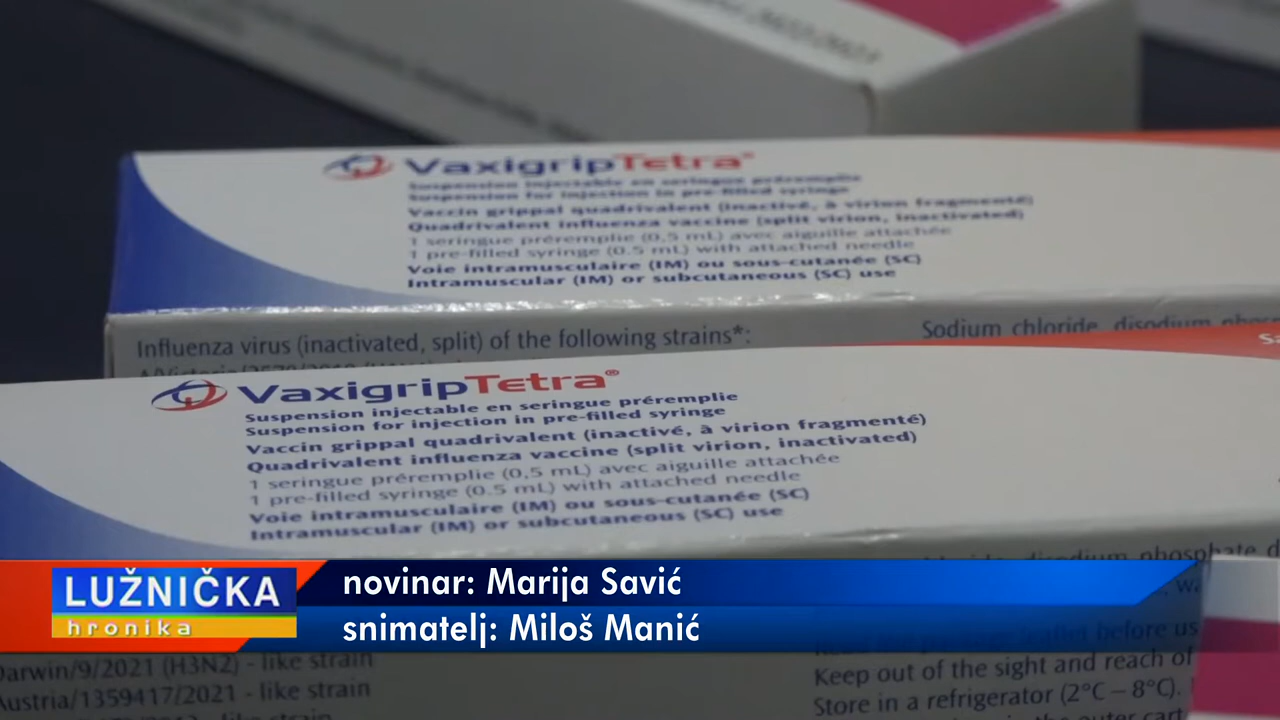 VaxigripTetra
Suspension injectable en seringue préremplie
Suspension for injection in pre-filled syringe
Vaccin grippal quadrivalent (inactivé, à virion fragmenté)
Quadrivalent influenza vaccine (split virion, inactivated)
1 seringue préremplie (0,5 mL) avec aiguille attachée
1 pre-filled syringe (0.5 mL) with attached needle
Voie intramusculaire (IM) ou sous-cutanée (SC)
Intramuscular (IM) or subcutaneous (SC) use
Influenza virus (inactivated, split) of the following strains*:
Sodium chloride, disodium
VaxigripTetra®
Suspension injectable en seringue préremplie
Suspension for injection in pre-filled syringe
Vaccin grippal quadrivalent (inactivé, à virion fragmenté)
Quadrivalent influenza vaccine (split virion, inactivated)
1 seringue préremplie (0,5 mL) avec aiguille attachée
1 pre-filled syringe (0.5 mL) with attached needle
Voie intramusculaire (IM) ou sous-cutanée (SC)
Intramuscular (IM) or subcutaneous (SC) use
disodium phosphate
LUŽNIČKA
hronika
novinar: Marija Savić
snimatelj: Miloš Manić
before us
Darwin/9/2021 (H3N2) - like strain
Austria/1359417/2021 - like strain
Keep out of the sight and reach of
Store in a refrigerator (2°C – 8°C).